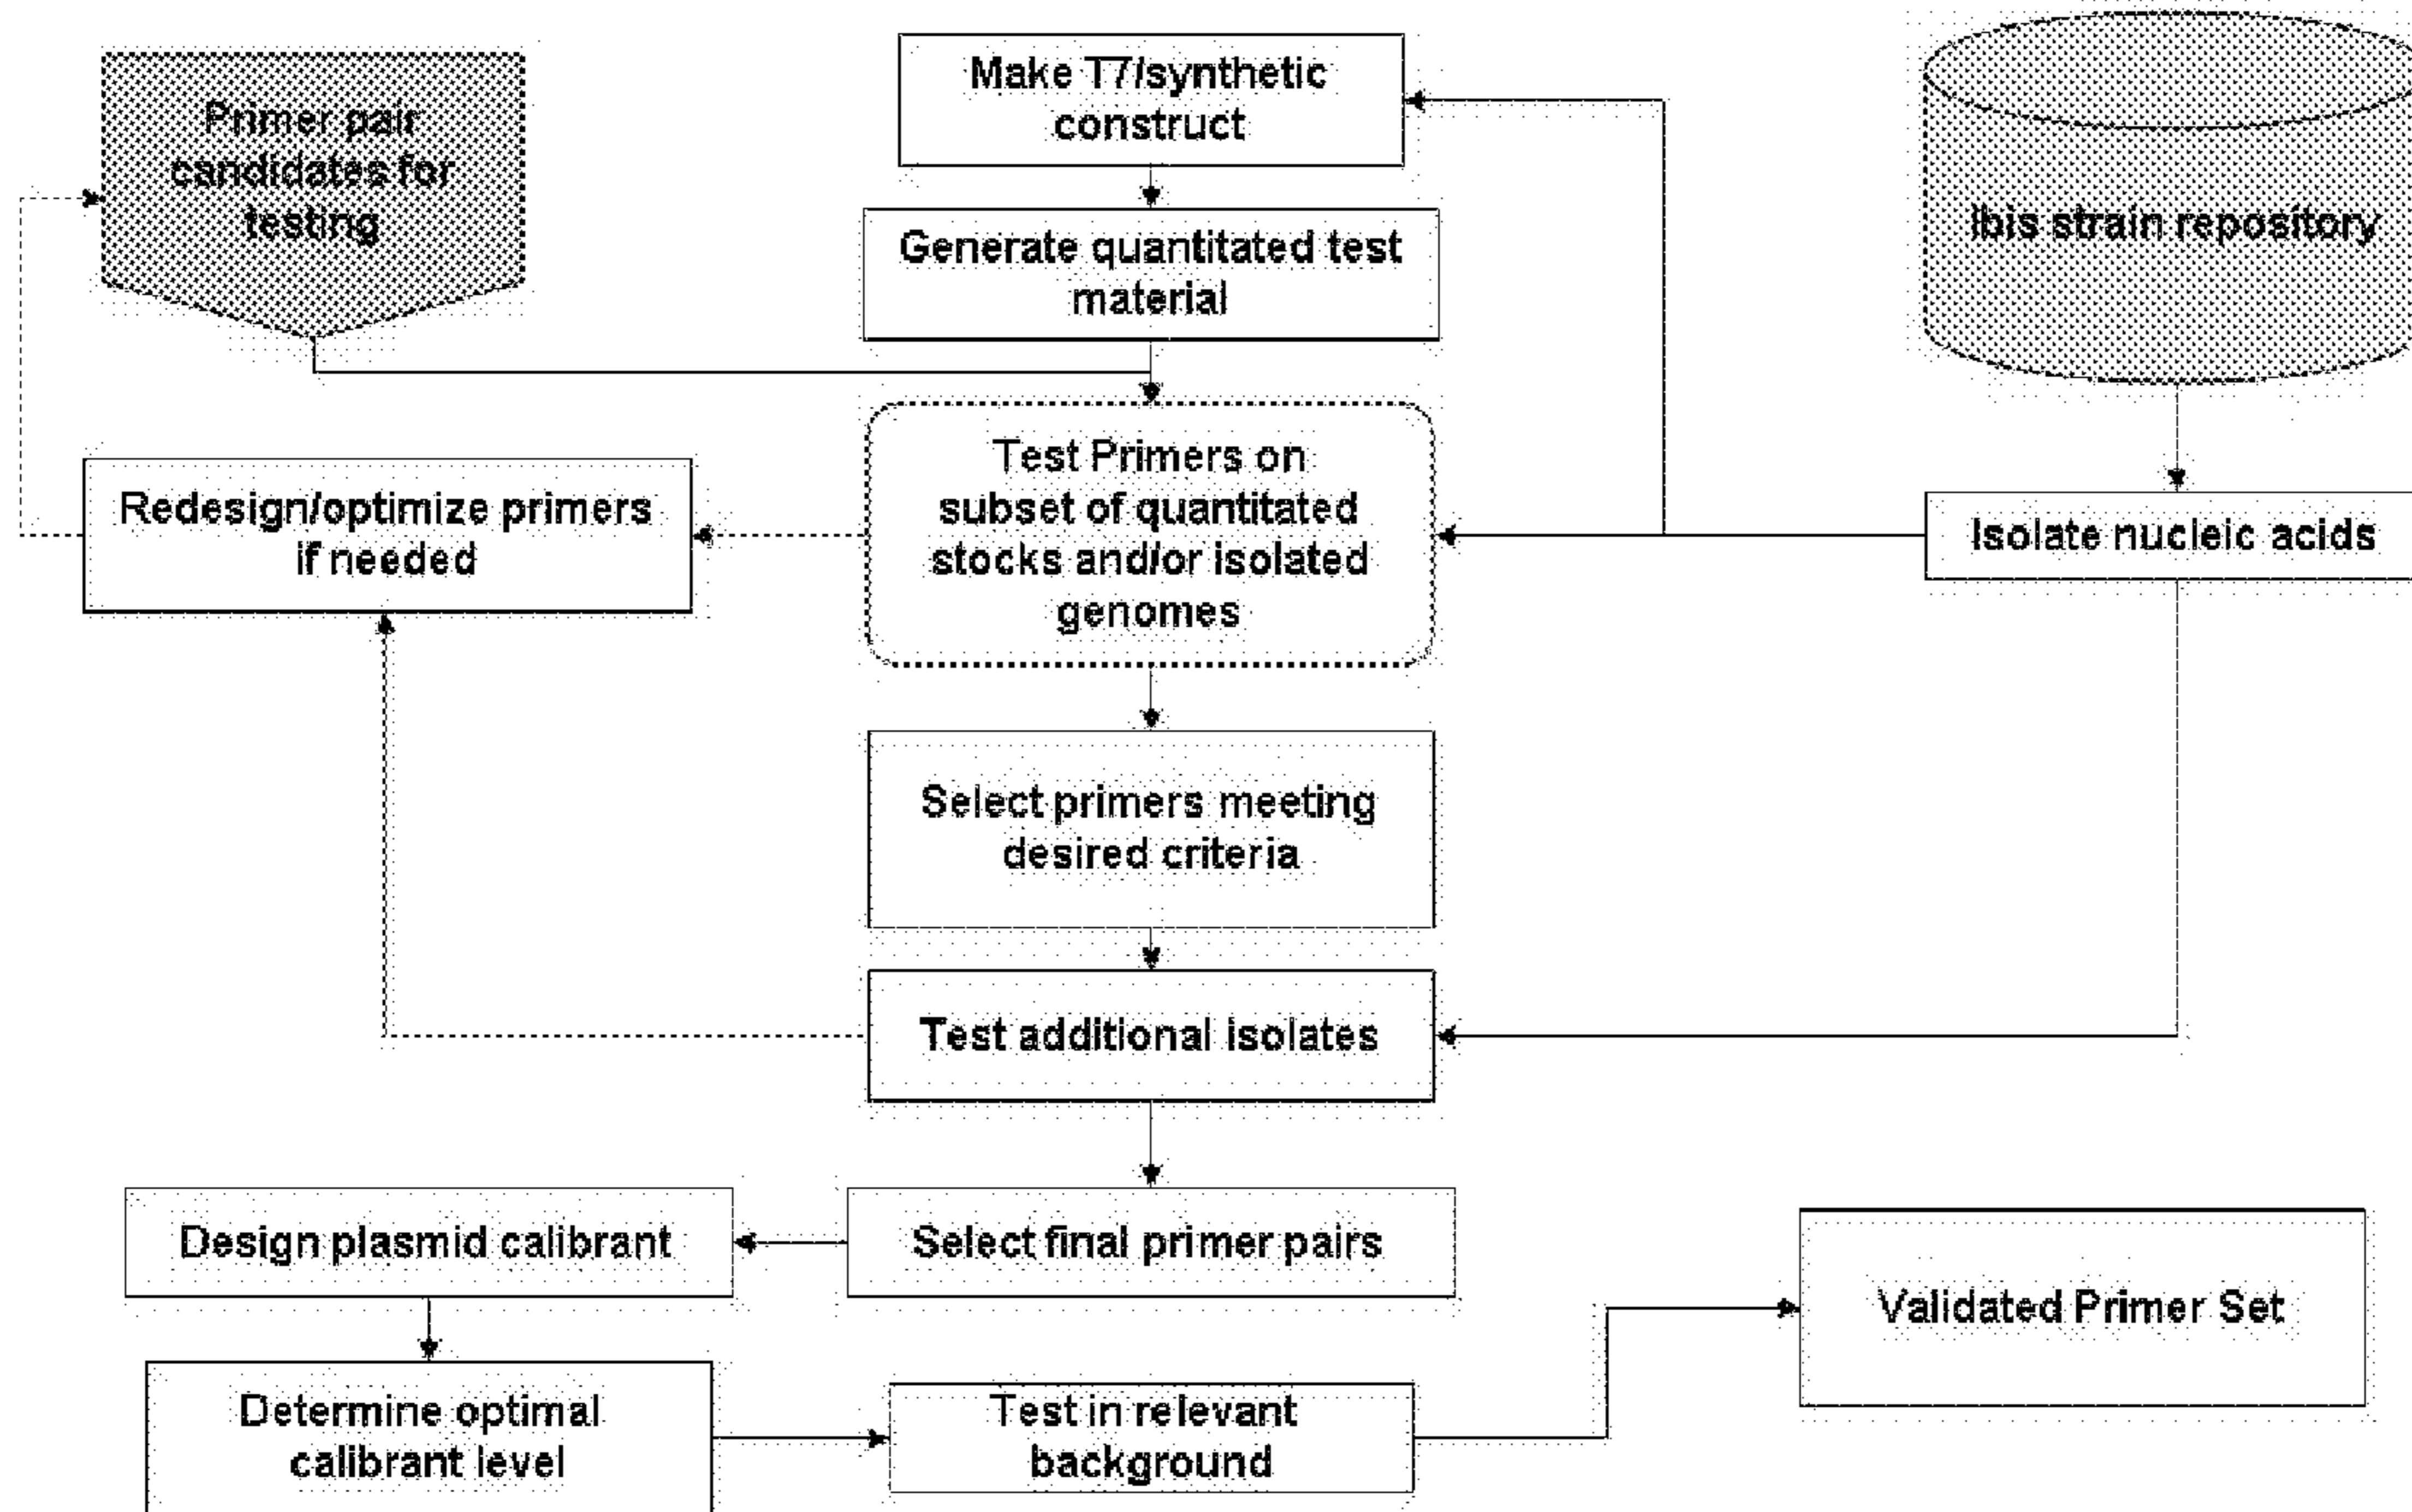 Primer pair
candidates for
testing
Make T7/synthetic
construct
Generate quantitated test
material
Ibis strain repository
Redesign/optimize primers
if needed
Test Primers on
subset of quantitated
stocks and/or isolated
genomes
Isolate nucleic acids
Select primers meeting
desired criteria
Test additional isolates
Design plasmid calibrant
Select final primer pairs
Validated Primer Set
Determine optimal
calibrant level
Test in relevant
background